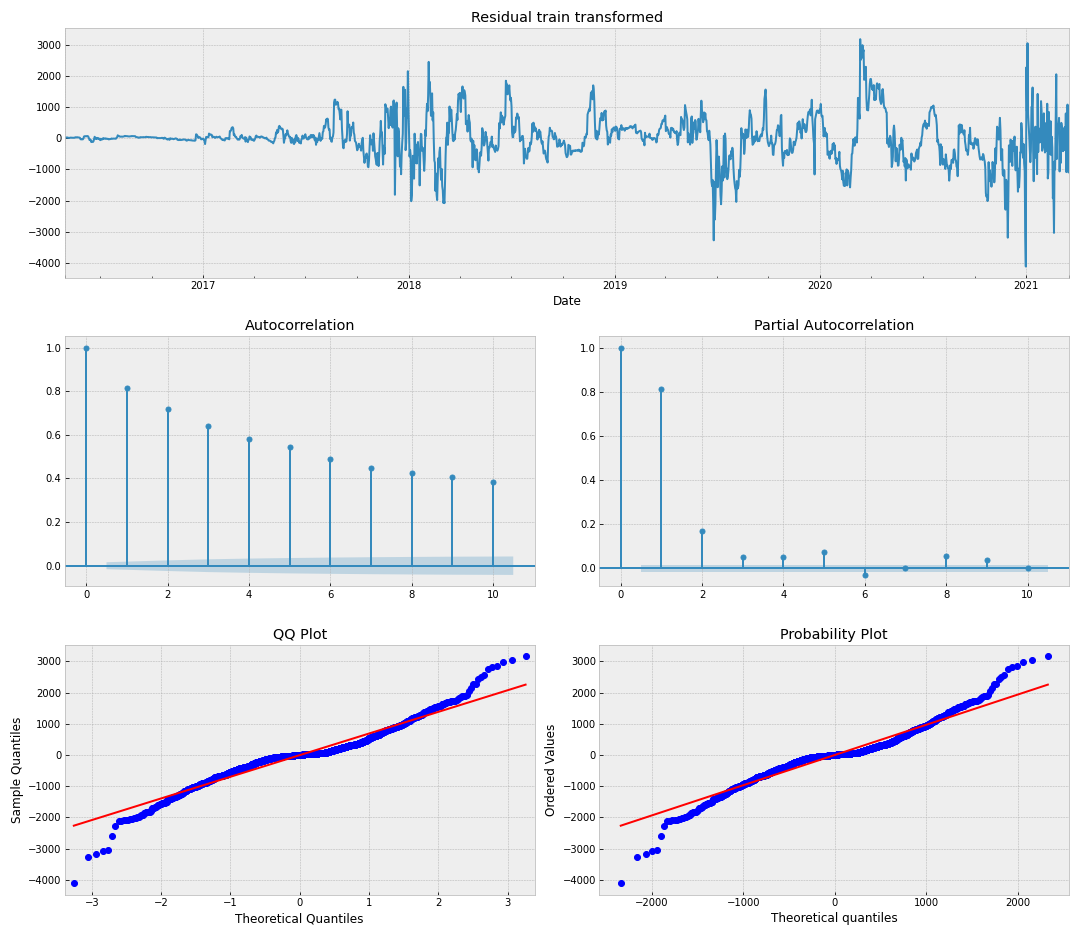 Residual train transformed
3000
2000
1000
0
−1000
−2000
−3000
−4000
2017 2018 2019 2020 2021
Date
Autocorrelation
1.0
0.8
0.6
0.4
0.2
0.0
0 2 4 6 8 10
Partial Autocorrelation
1.0
0.8
0.6
0.4
0.2
0.0
0 2 4 6 8 10
QQ Plot
Sample Quantiles
3000
2000
1000
0
−1000
−2000
−3000
−4000
−3 −2 −1 0 1 2 3
Theoretical Quantiles
Probability Plot
Ordered Values
3000
2000
1000
0
−1000
−2000
−3000
−4000
−2000 −1000 0 1000 2000
Theoretical quantiles